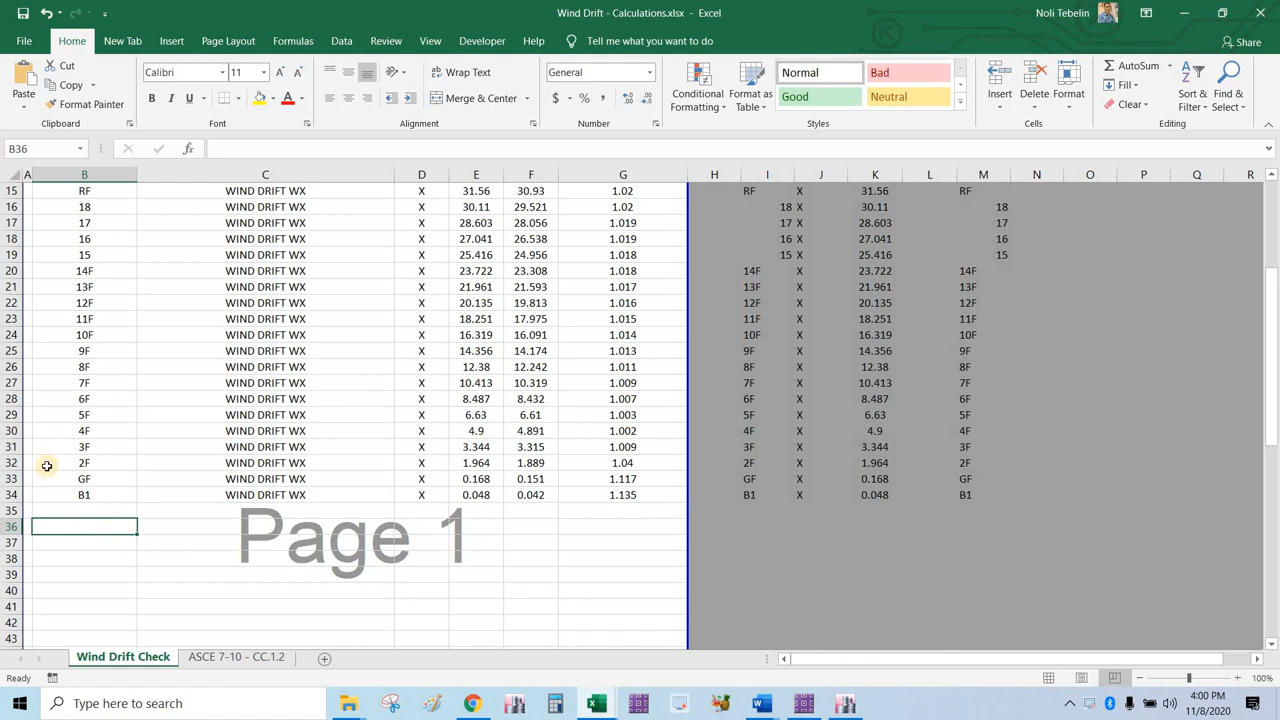 Wind Drift - Calculations.xlsx - Excel
Noli Tebelin
File Home New Tab Insert Page Layout Formulas Data Review View Developer Help Tell me what you want to do Share
Paste Cut Copy Format Painter Clipboard
Calibri 11 B I U A Font
Wrap Text Merge & Center Alignment
General $ % , Number
Conditional Formatting Format as Table Normal Bad Good Neutral Styles
Insert Delete Format Cells
AutoSum Fill Clear Sort & Filter Find & Select Editing
B36 fx
A B C D E F G H I J K L M N O P Q R
15 RF WIND DRIFT WX X 31.56 30.93 1.02 RF X 31.56 RF
16 18 WIND DRIFT WX X 30.11 29.521 1.02 18 X 30.11 18
17 17 WIND DRIFT WX X 28.603 28.056 1.019 17 X 28.603 17
18 16 WIND DRIFT WX X 27.041 26.538 1.019 16 X 27.041 16
19 15 WIND DRIFT WX X 25.416 24.956 1.018 15 X 25.416 15
20 14F WIND DRIFT WX X 23.722 23.308 1.018 14F X 23.722 14F
21 13F WIND DRIFT WX X 21.961 21.593 1.017 13F X 21.961 13F
22 12F WIND DRIFT WX X 20.135 19.813 1.016 12F X 20.135 12F
23 11F WIND DRIFT WX X 18.251 17.975 1.015 11F X 18.251 11F
24 10F WIND DRIFT WX X 16.319 16.091 1.014 10F X 16.319 10F
25 9F WIND DRIFT WX X 14.356 14.174 1.013 9F X 14.356 9F
26 8F WIND DRIFT WX X 12.38 12.242 1.011 8F X 12.38 8F
27 7F WIND DRIFT WX X 10.413 10.319 1.009 7F X 10.413 7F
28 6F WIND DRIFT WX X 8.487 8.432 1.007 6F X 8.487 6F
29 5F WIND DRIFT WX X 6.63 6.61 1.003 5F X 6.63 5F
30 4F WIND DRIFT WX X 4.9 4.891 1.002 4F X 4.9 4F
31 3F WIND DRIFT WX X 3.344 3.315 1.009 3F X 3.344 3F
32 2F WIND DRIFT WX X 1.964 1.889 1.04 2F X 1.964 2F
33 GF WIND DRIFT WX X 0.168 0.151 1.117 GF X 0.168 GF
34 B1 WIND DRIFT WX X 0.048 0.042 1.135 B1 X 0.048 B1
35
36
Page 1
37
38
39
40
41
42
43
Wind Drift Check ASCE 7-10 - CC.1.2
Ready 100%
Type here to search
4:00 PM
11/8/2020